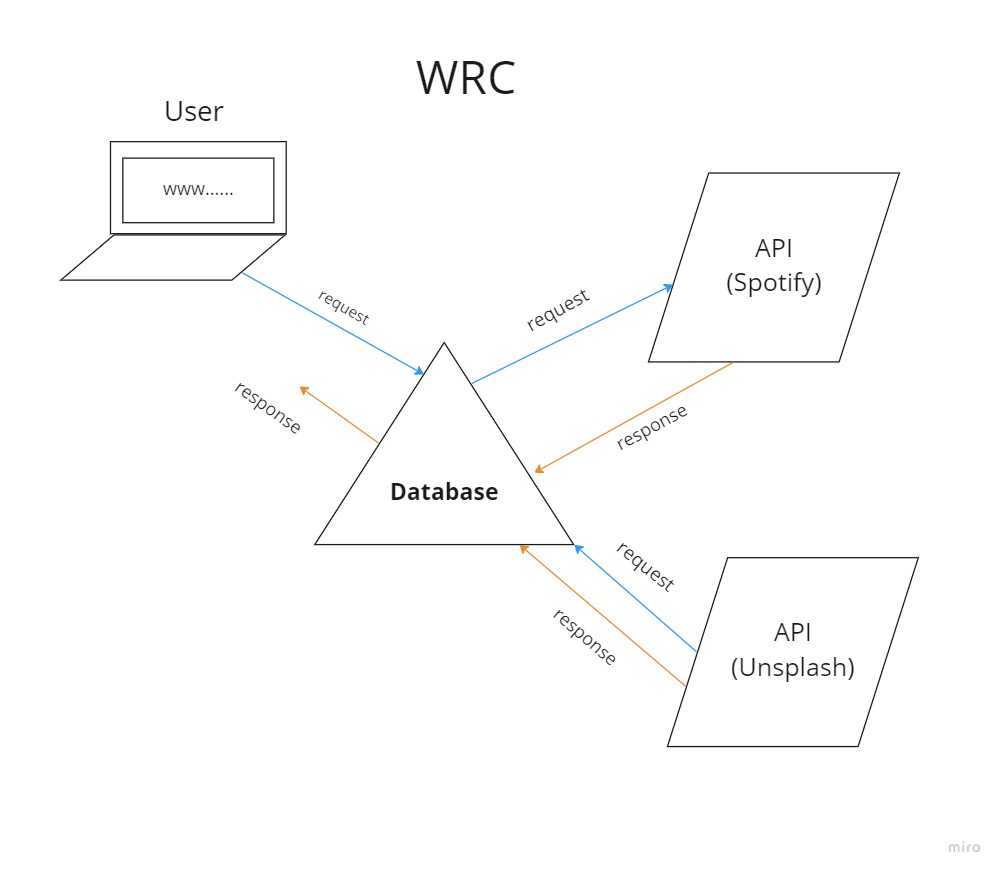 WRC
User
www......
request
response
Database
request
response
API
(Spotify)
request
response
API
(Unsplash)
miro